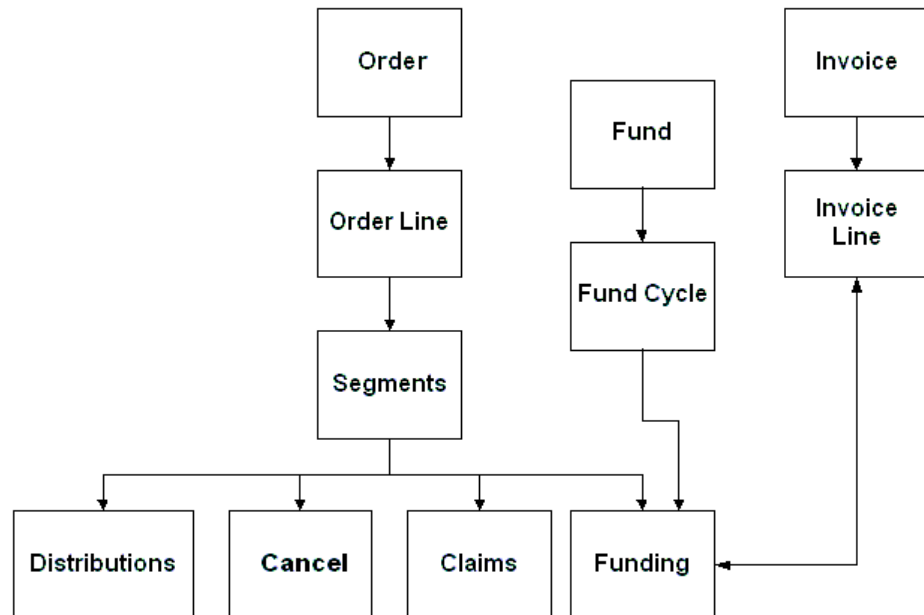 Order
Invoice
Fund
Order Line
Invoice
Line
Fund Cycle
Segments
Distributions
Cancel
Claims
Funding